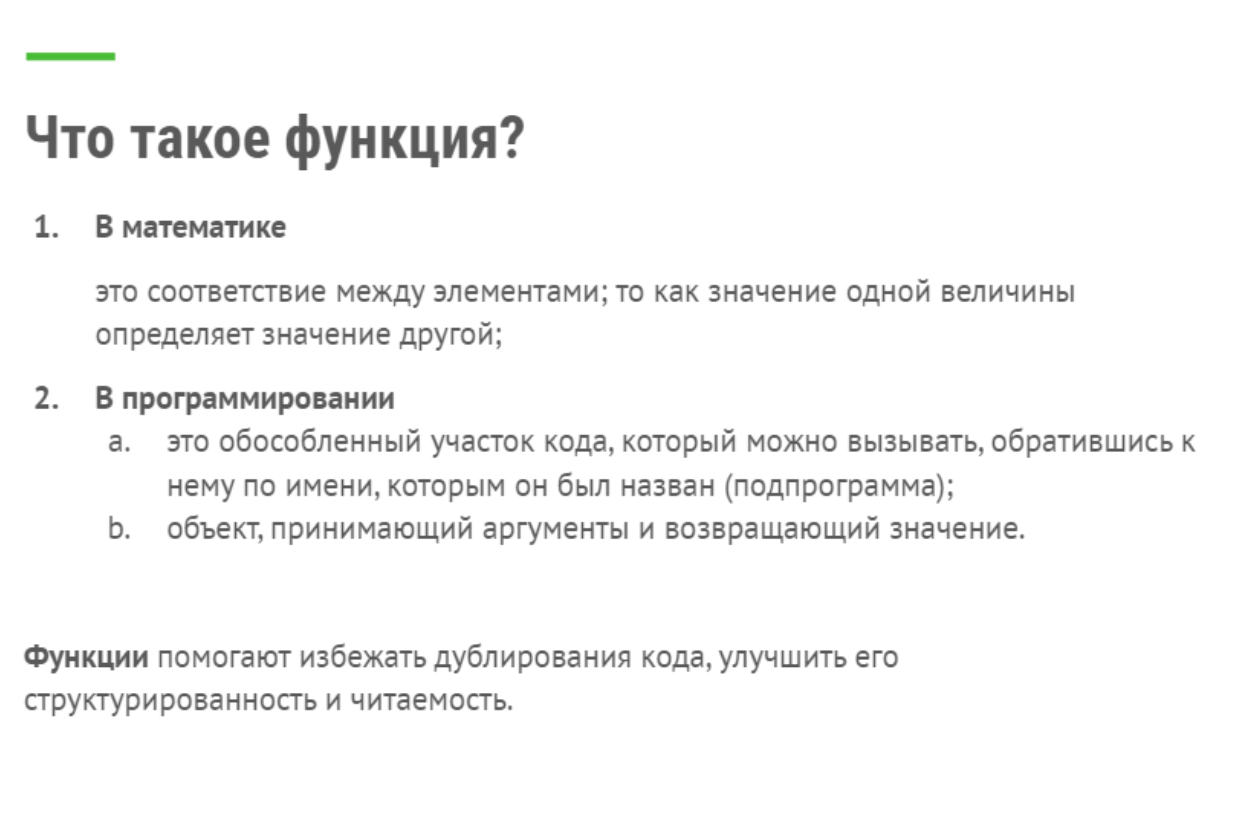 Что такое функция?
1. В математике
это соответствие между элементами; то как значение одной величины
определяет значение другой;
2. В программировании
a. это обособленный участок кода, который можно вызывать, обратившись к
нему по имени, которым он был назван (подпрограмма);
b. объект, принимающий аргументы и возвращающий значение.
Функции помогают избежать дублирования кода, улучшить его
структурированность и читаемость.